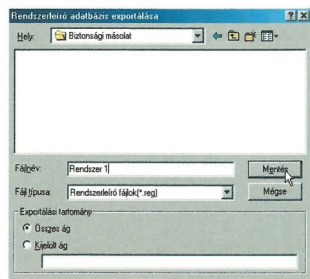 Rendszerleíró adatbázis exportálása
Hely: Biztonsági másolat
Fájlnév: Rendszer 1 Mentés
Fájl típusa: Rendszerleíró fájlok(*.reg) Mégse
Exportálási tartomány
Összes ág
Kijelölt ág